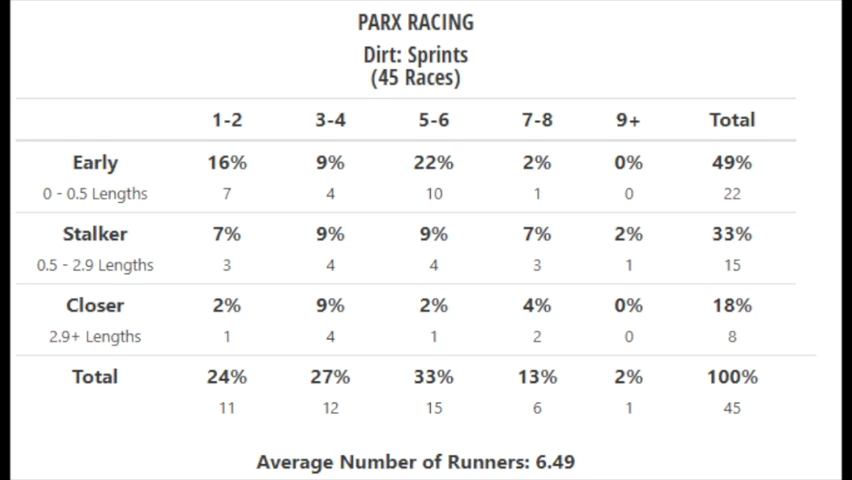 PARX RACING
Dirt: Sprints
(45 Races)
1-2 3-4 5-6 7-8 9+ Total
Early 16% 9% 22% 2% 0% 49%
0 - 0.5 Lengths 7 4 10 1 0 22
Stalker 7% 9% 9% 7% 2% 33%
0.5 - 2.9 Lengths 3 4 4 3 1 15
Closer 2% 9% 2% 4% 0% 18%
2.9+ Lengths 1 4 1 2 0 8
Total 24% 27% 33% 13% 2% 100%
11 12 15 6 1 45
Average Number of Runners: 6.49